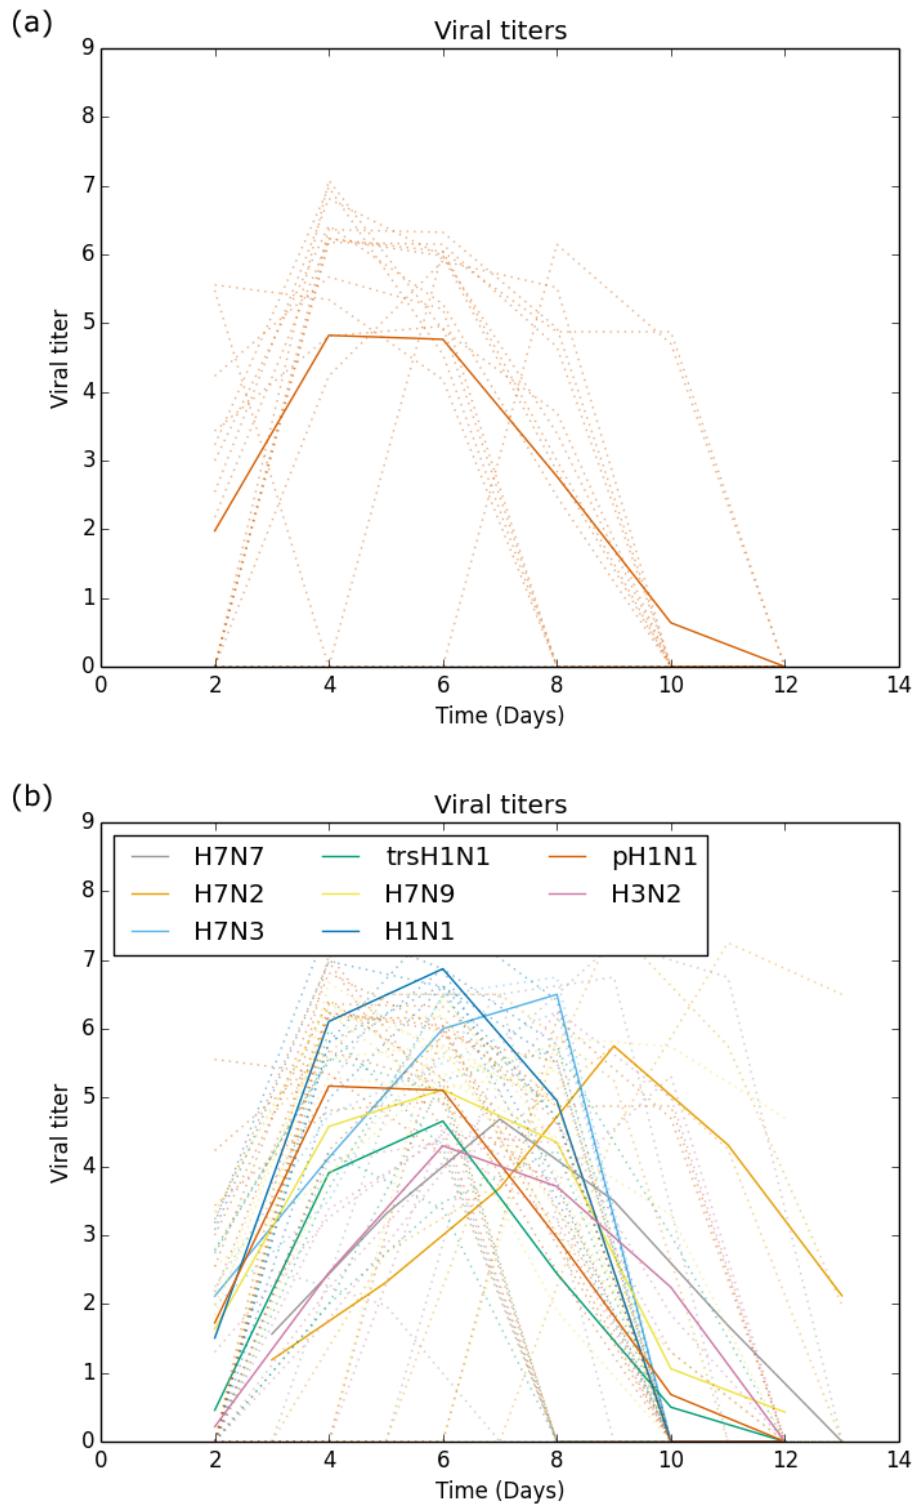 (a)
Viral titers
9
8
7
6
5
4
3
2
1
0
Viral titer
0 2 4 6 8 10 12 14
Time (Days)
(b)
Viral titers
9
8
7
6
5
4
3
2
1
0
Viral titer
H7N7 trsH1N1 pH1N1
H7N2 H7N9 H3N2
H7N3 H1N1
0 2 4 6 8 10 12 14
Time (Days)